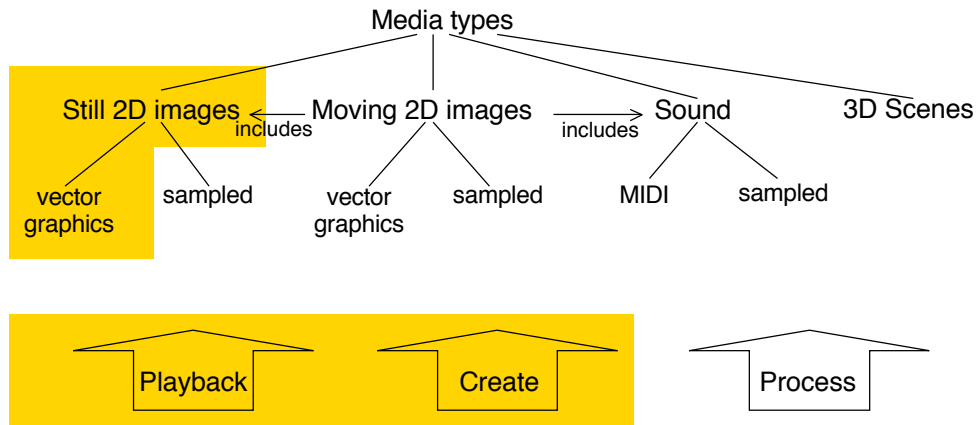 Media types
Still 2D images
includes
Moving 2D images
includes
Sound
3D Scenes
vector
graphics
sampled
vector
graphics
sampled
MIDI
sampled
Playback
Create
Process